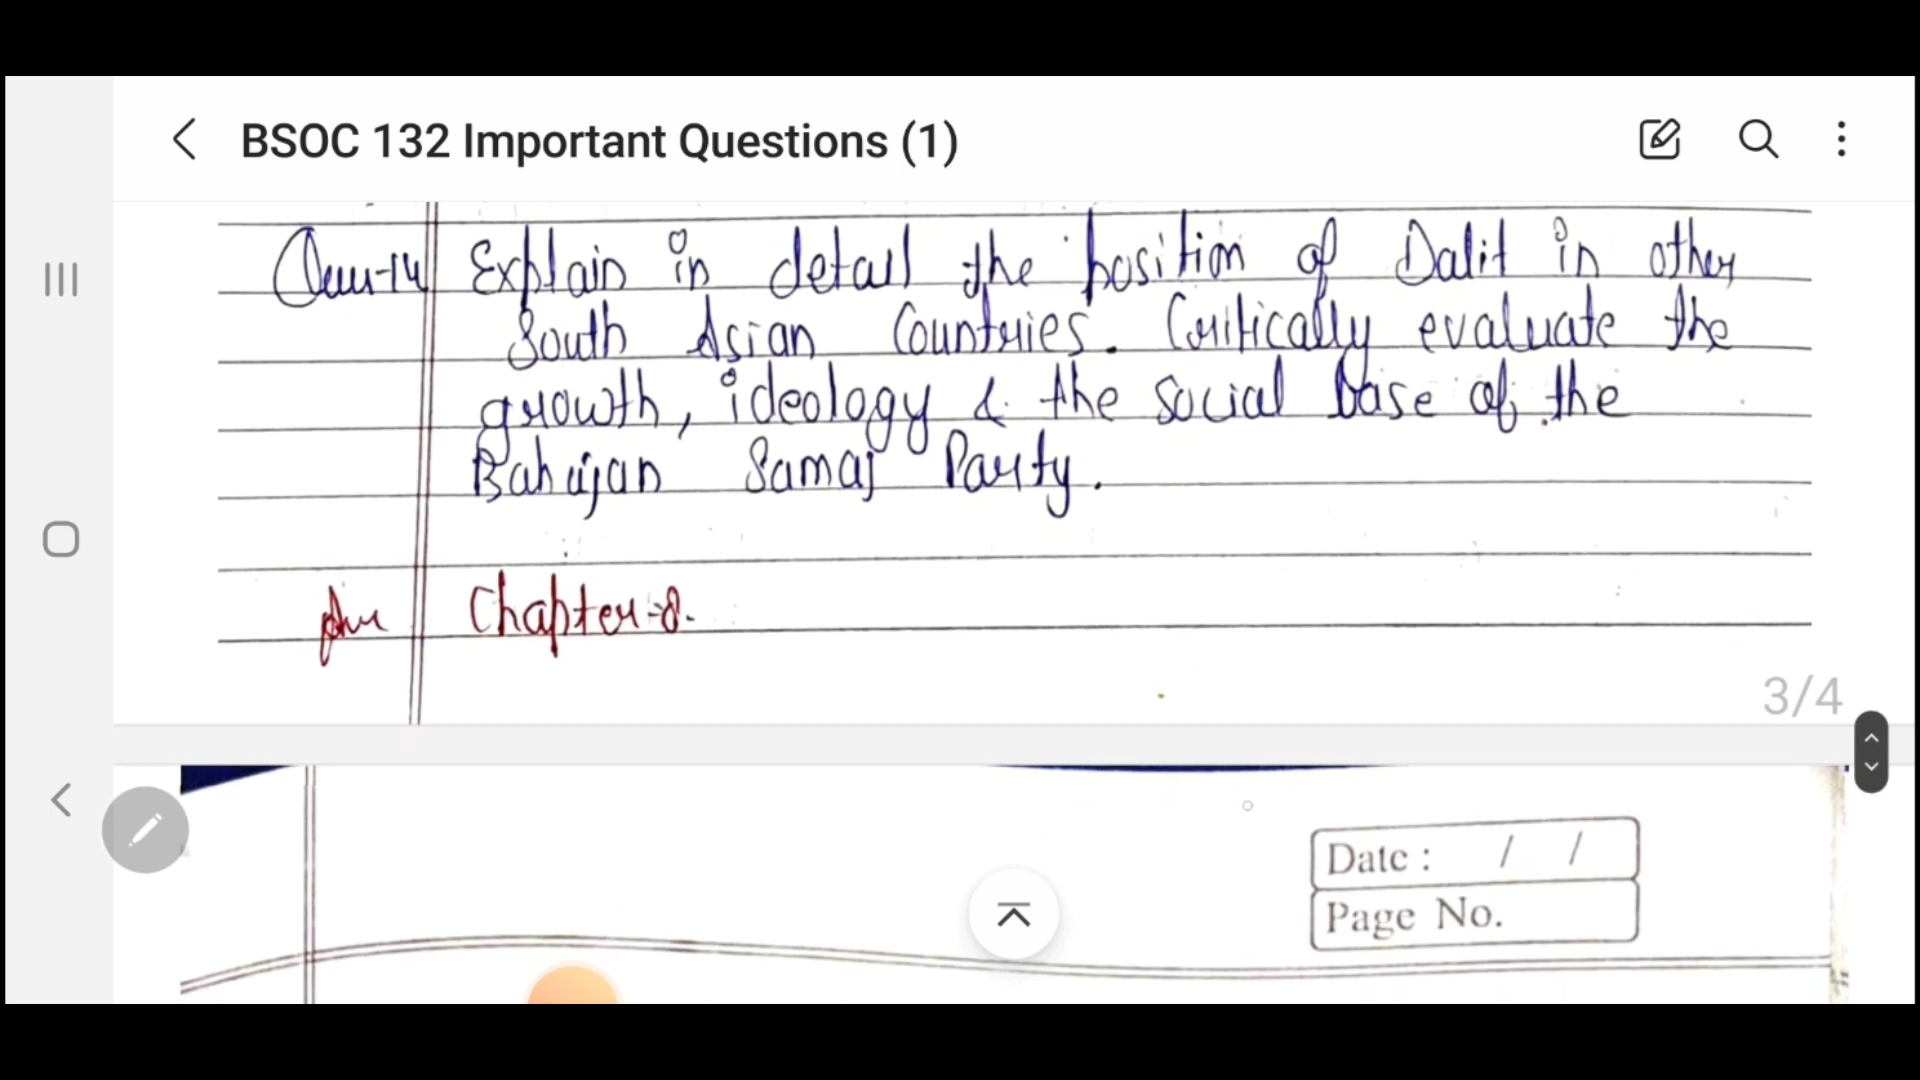 BSOC 132 Important Questions (1)
Ques-14 Explain in detail the position of Dalit in other
South Asian Countries. Critically evaluate the
growth, ideology & the social base of the
Bahujan Samaj Party.
Ans Chapter-8.
3/4
Date : / /
Page No.